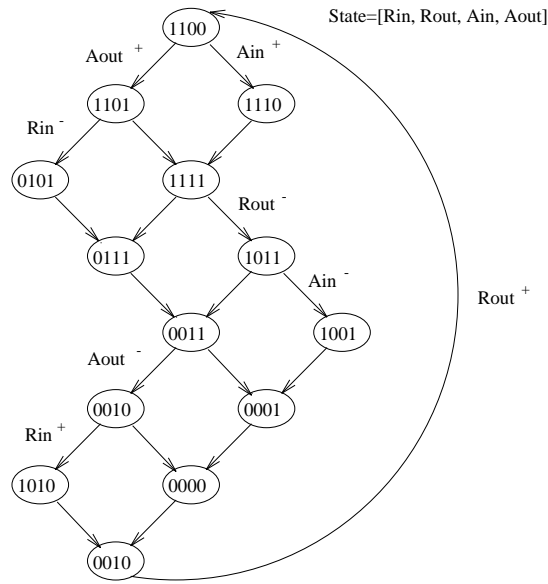 State=[Rin, Rout, Ain, Aout]
1100
Aout +
Ain +
1101
1110
Rin -
0101
1111
Rout -
0111
1011
Ain -
Rout +
0011
1001
Aout -
0010
0001
Rin +
1010
0000
0010